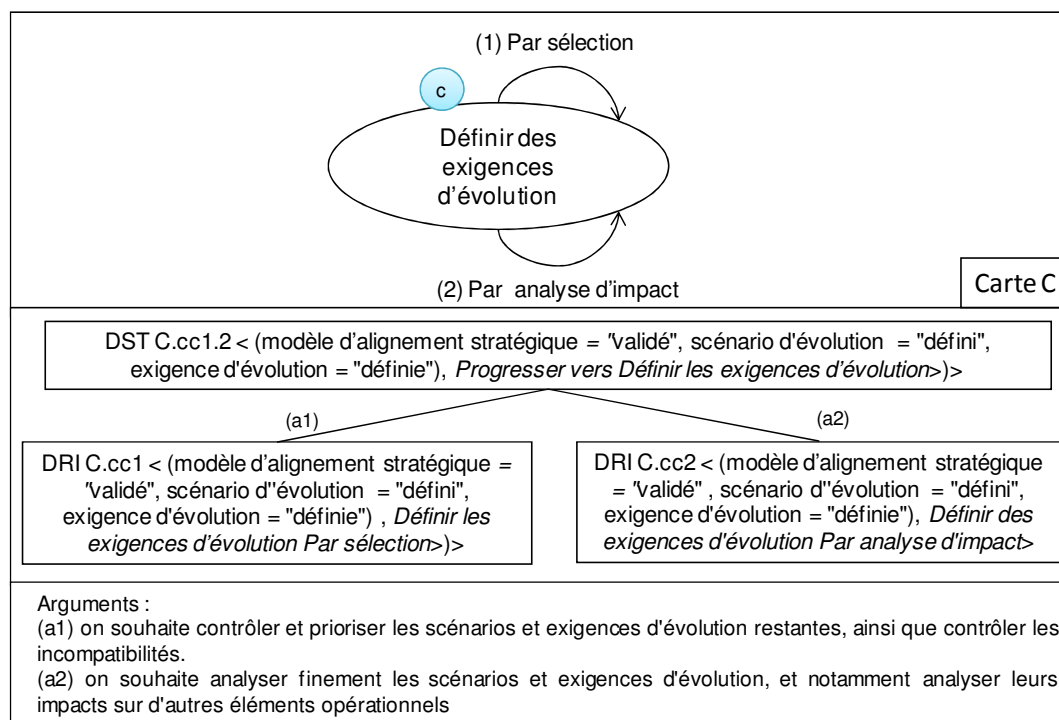 (1) Par sélection
c
Définir des
exigences
d'évolution
(2) Par analyse d'impact
Carte C
DST C.cc1.2 < (modèle d'alignement stratégique = "validé", scénario d'évolution = "défini",
exigence d'évolution = "définie"), Progresser vers Définir les exigences d'évolution>)>
(a1)
(a2)
DRI C.cc1 < (modèle d'alignement stratégique =
"validé", scénario d''évolution = "défini",
exigence d'évolution = "définie") , Définir les
exigences d'évolution Par sélection>)>
DRI C.cc2 < (modèle d'alignement stratégique
= "validé" , scénario d''évolution = "défini",
exigence d'évolution = "définie"), Définir des
exigences d'évolution Par analyse d'impact>
Arguments :
(a1) on souhaite contrôler et prioriser les scénarios et exigences d'évolution restantes, ainsi que contrôler les
incompatibilités.
(a2) on souhaite analyser finement les scénarios et exigences d'évolution, et notamment analyser leurs
impacts sur d'autres éléments opérationnels